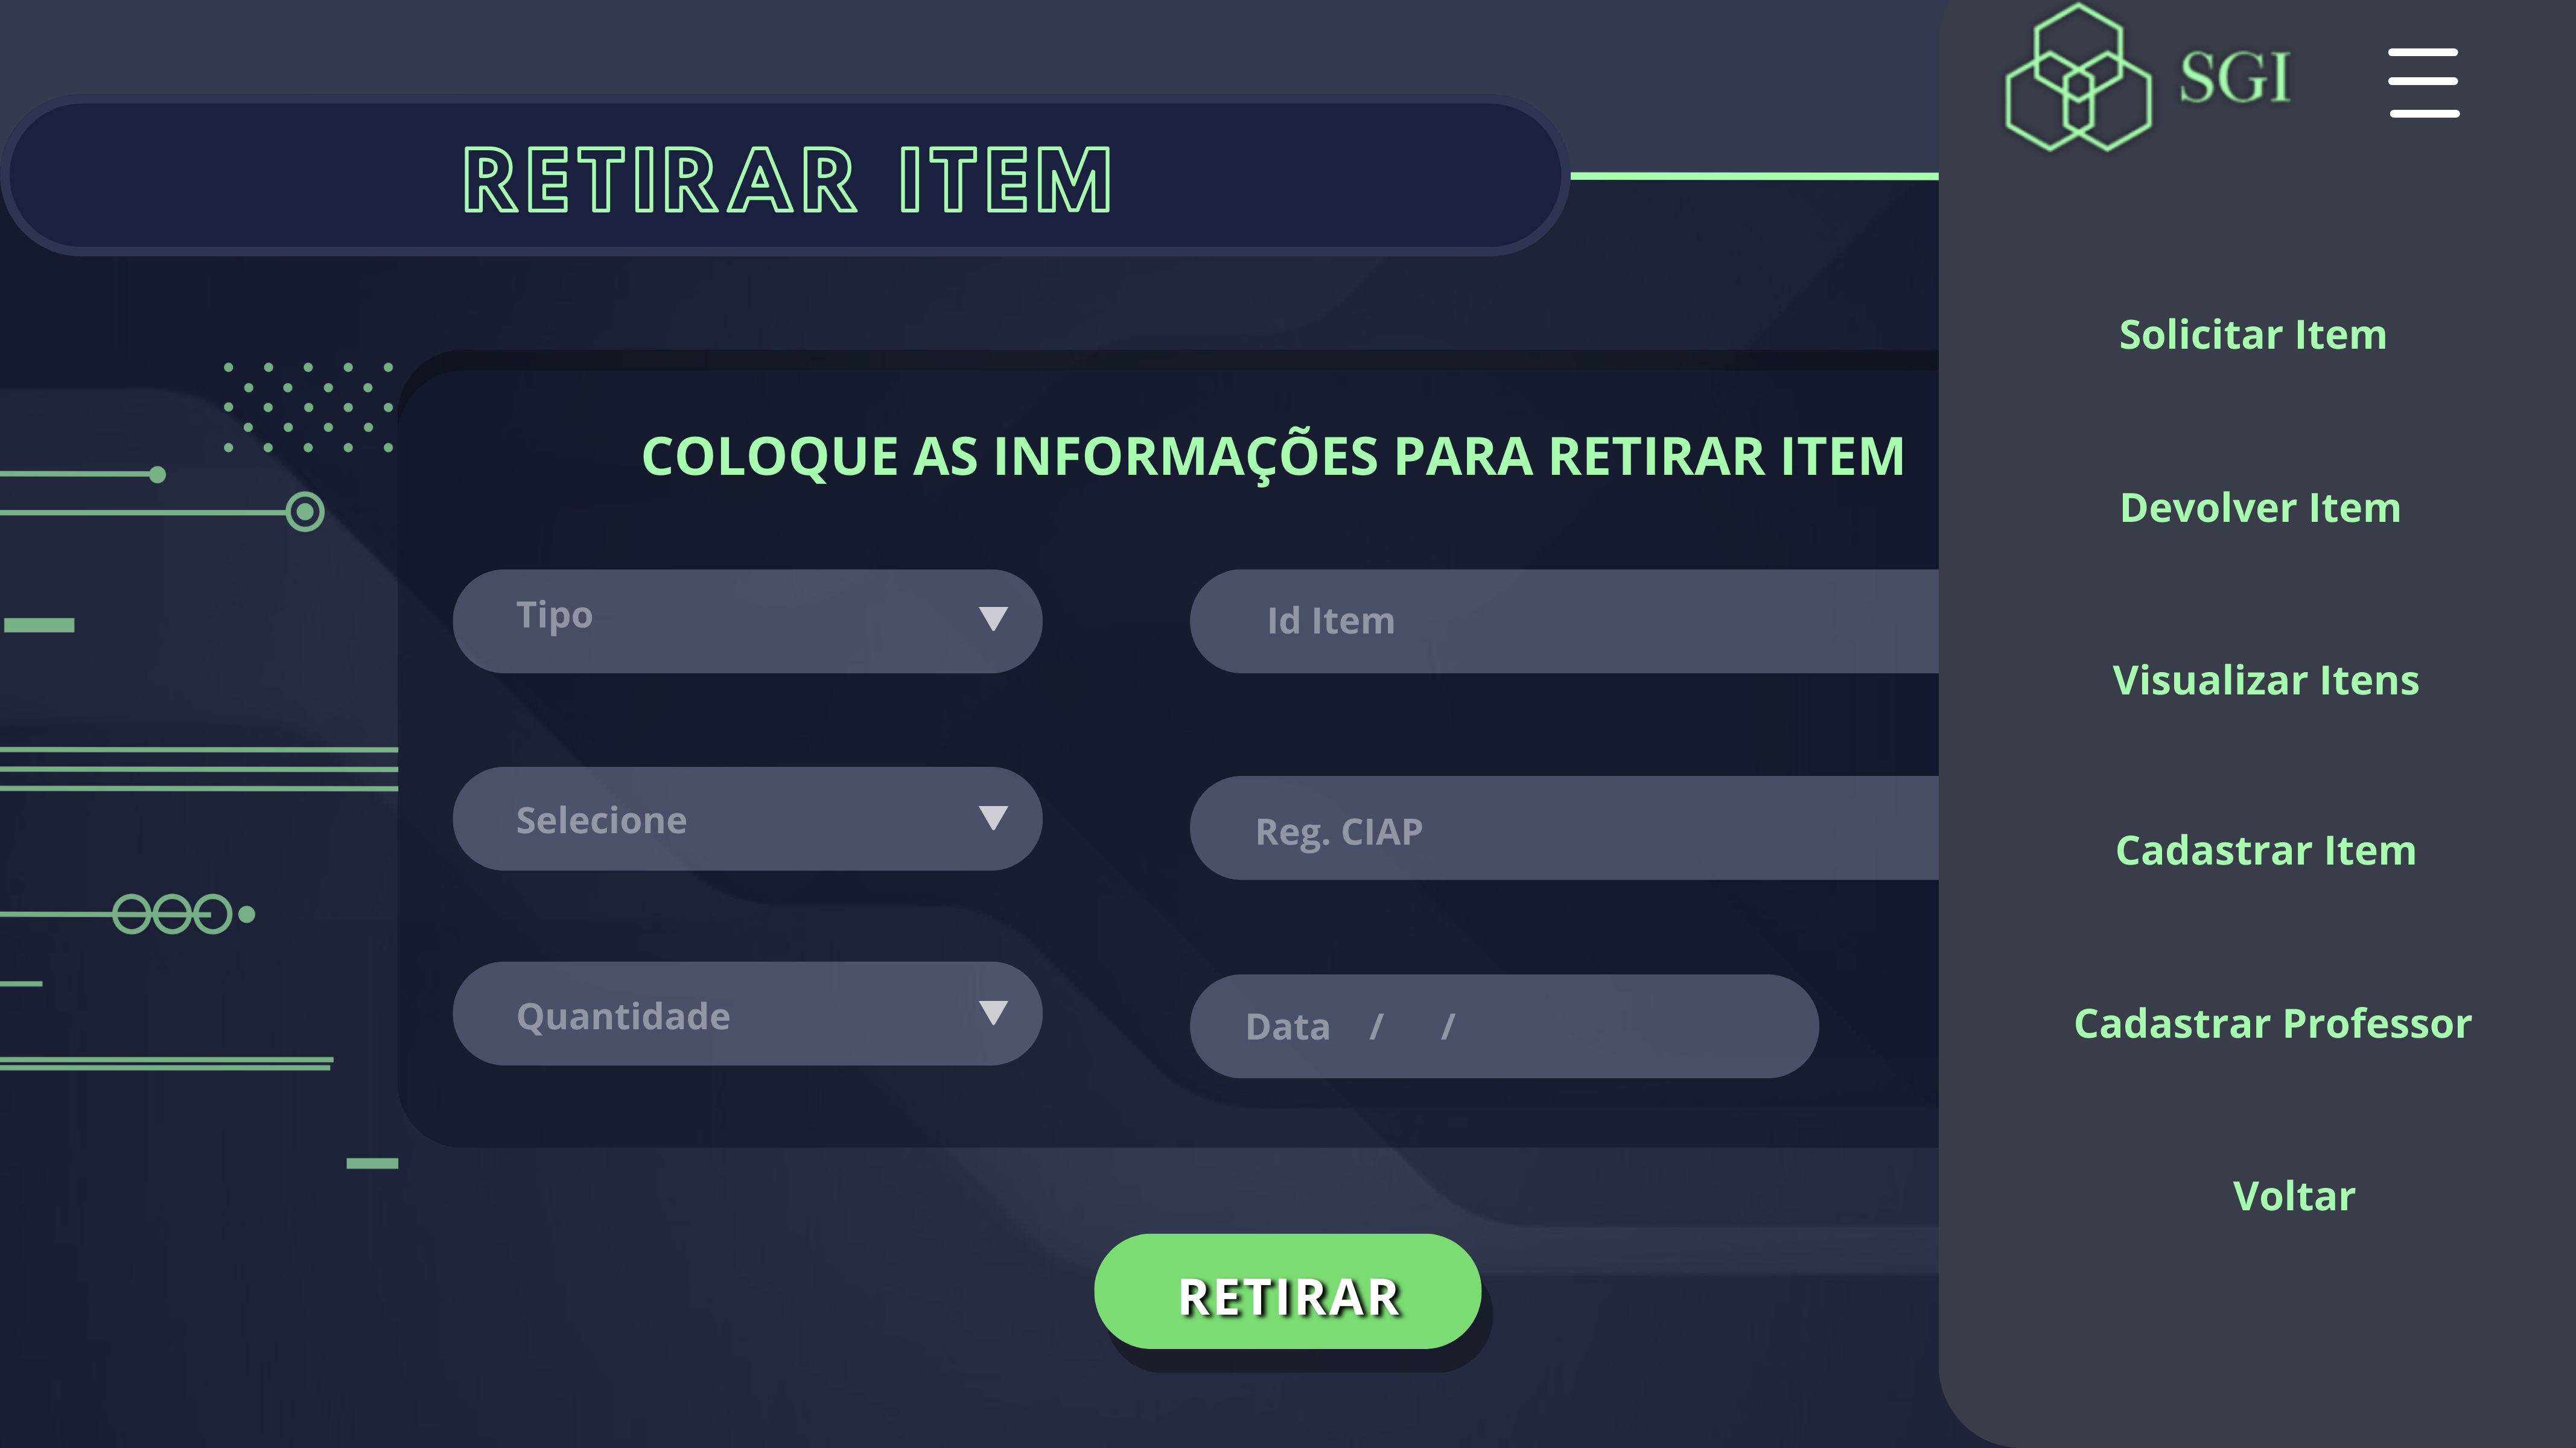 SGI
RETIRAR ITEM
COLOQUE AS INFORMAÇÕES PARA RETIRAR ITEM
Tipo
Id Item
Selecione
Reg. CIAP
Quantidade
Data / /
RETIRAR
Solicitar Item
Devolver Item
Visualizar Itens
Cadastrar Item
Cadastrar Professor
Voltar